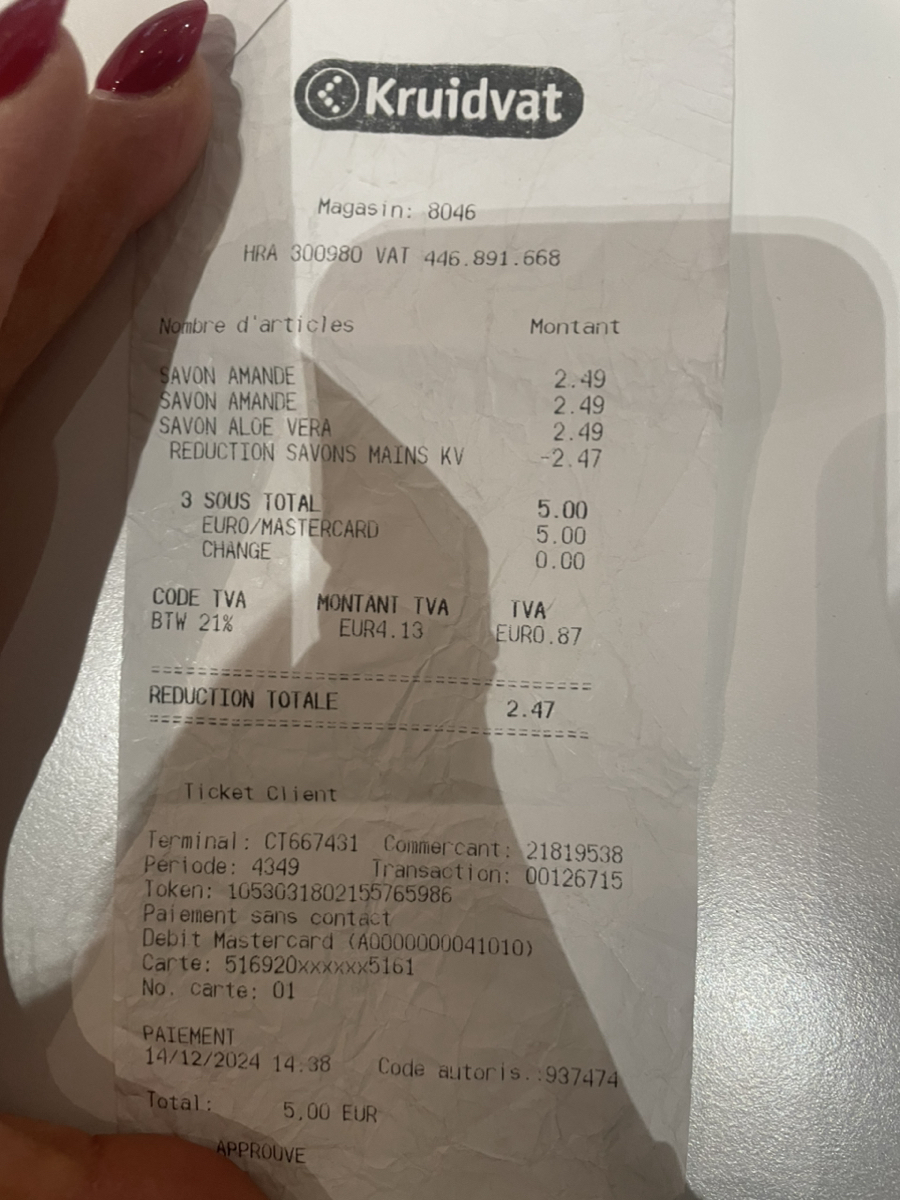 Kruidvat
Magasin: 8046
HRA 300980 VAT 446.891.668
Nombre d'articles Montant
SAVON AMANDE 2.49
SAVON AMANDE 2.49
SAVON ALOE VERA 2.49
REDUCTION SAVONS MAINS KV -2.47
3 SOUS TOTAL 5.00
EURO/MASTERCARD 5.00
CHANGE 0.00
CODE TVA MONTANT TVA TVA
BTW 21% EUR4.13 EUR0.87
=============================================
REDUCTION TOTALE 2.47
=============================================
Ticket Client
Terminal: CT667431 Commercant: 21819538
Periode: 4349 Transaction: 00126715
Token: 1053031802155765986
Paiement sans contact
Debit Mastercard (A0000000041010)
Carte: 516920xxxxxx5161
No. carte: 01
PAIEMENT
14/12/2024 14:38 Code autoris.:937474
Total: 5,00 EUR
APPROUVE